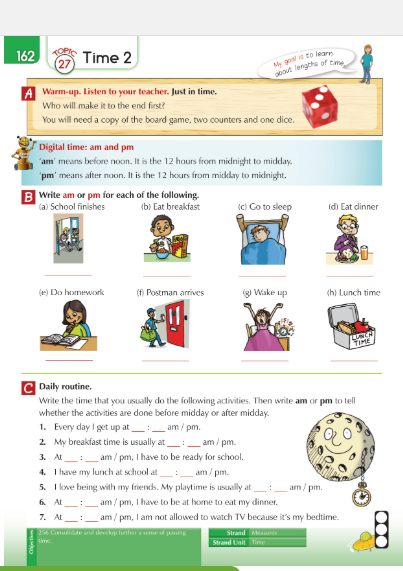 162
TOPIC
27
Time 2
My goal is to learn
about lengths of time.
A Warm-up. Listen to your teacher. Just in time.
Who will make it to the end first?
You will need a copy of the board game, two counters and one dice.
Digital time: am and pm
'am' means before noon. It is the 12 hours from midnight to midday.
'pm' means after noon. It is the 12 hours from midday to midnight.
B Write am or pm for each of the following.
(a) School finishes (b) Eat breakfast (c) Go to sleep (d) Eat dinner
(e) Do homework (f) Postman arrives (g) Wake up (h) Lunch time
LUNCH
TIME
C Daily routine.
Write the time that you usually do the following activities. Then write am or pm to tell
whether the activities are done before midday or after midday.
1. Every day I get up at ___ : ___ am / pm.
2. My breakfast time is usually at ___ : ___ am / pm.
3. At ___ : ___ am / pm, I have to be ready for school.
4. I have my lunch at school at ___ : ___ am / pm.
5. I love being with my friends. My playtime is usually at ___ : ___ am / pm.
6. At ___ : ___ am / pm, I have to be at home to eat my dinner.
7. At ___ : ___ am / pm, I am not allowed to watch TV because it's my bedtime.
Objectives
256 Consolidate and develop further a sense of passing
time.
Strand Measures
Strand Unit Time